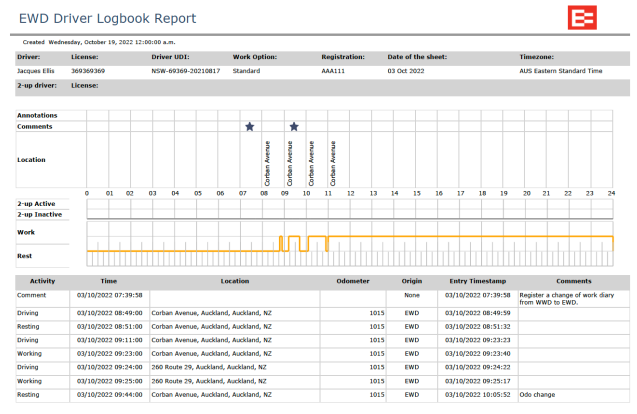 EWD Driver Logbook Report
Created Wednesday, October 19, 2022 12:00:00 a.m.
Driver: License: Driver UDI: Work Option: Registration: Date of the sheet: Timezone:
Jacques Ellis 369369369 NSW-69369-20210817 Standard AAA111 03 Oct 2022 AUS Eastern Standard Time
2-up driver: License:
Annotations
Comments
Location
Corban Avenue
Corban Avenue
Corban Avenue
Corban Avenue
0 01 02 03 04 05 06 07 08 09 10 11 12 13 14 15 16 17 18 19 20 21 22 23 24
2-up Active
2-up Inactive
Work
Rest
Activity Time Location Odometer Origin Entry Timestamp Comments
Comment 03/10/2022 07:39:58 None 03/10/2022 07:39:58 Register a change of work diary
from WWD to EWD.
Driving 03/10/2022 08:49:00 Corban Avenue, Auckland, Auckland, NZ 1015 EWD 03/10/2022 08:49:59
Resting 03/10/2022 08:51:00 Corban Avenue, Auckland, Auckland, NZ 1015 EWD 03/10/2022 08:51:32
Driving 03/10/2022 09:11:00 Corban Avenue, Auckland, Auckland, NZ 1015 EWD 03/10/2022 09:23:23
Working 03/10/2022 09:23:00 Corban Avenue, Auckland, Auckland, NZ 1015 EWD 03/10/2022 09:23:40
Driving 03/10/2022 09:24:00 260 Route 29, Auckland, Auckland, NZ 1015 EWD 03/10/2022 09:24:22
Working 03/10/2022 09:25:00 260 Route 29, Auckland, Auckland, NZ 1015 EWD 03/10/2022 09:25:17
Resting 03/10/2022 09:44:00 Corban Avenue, Auckland, Auckland, NZ 1015 EWD 03/10/2022 10:05:52 Odo change